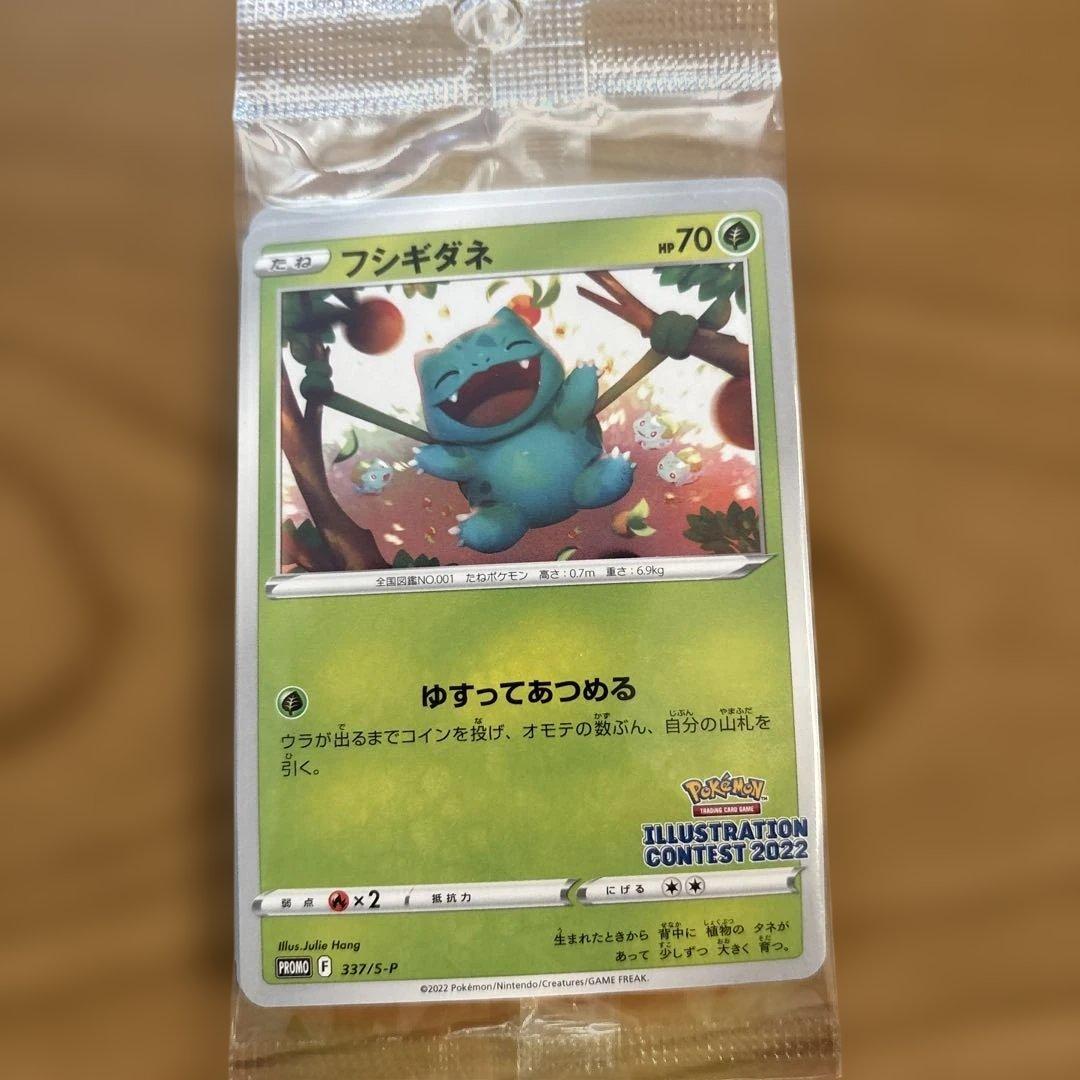 たね フシギダネ HP 70
全国図鑑NO.001 たねポケモン 高さ:0.7m 重さ:6.9kg
ゆすってあつめる
ウラが出るまでコインを投げ、オモテの数ぶん、自分の山札を
引く。
Pokémon
TRADING CARD GAME
ILLUSTRATION
CONTEST 2022
弱点 ×2 抵抗力 にげる
Illus.Julie Hang
生まれたときから 背中に 植物の タネが
あって 少しずつ 大きく 育つ。
PROMO F 337/S-P
©2022 Pokémon/Nintendo/Creatures/GAME FREAK.